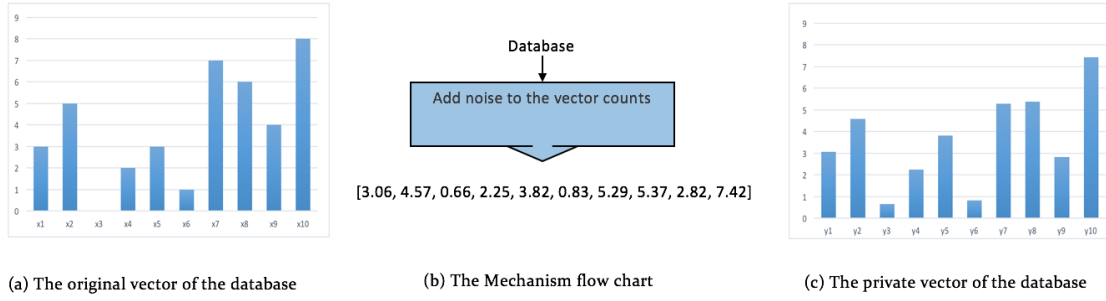 9
8
7
6
5
4
3
2
1
0
x1 x2 x3 x4 x5 x6 x7 x8 x9 x10
(a) The original vector of the database
Database
Add noise to the vector counts
[3.06, 4.57, 0.66, 2.25, 3.82, 0.83, 5.29, 5.37, 2.82, 7.42]
(b) The Mechanism flow chart
9
8
7
6
5
4
3
2
1
0
y1 y2 y3 y4 y5 y6 y7 y8 y9 y10
(c) The private vector of the database